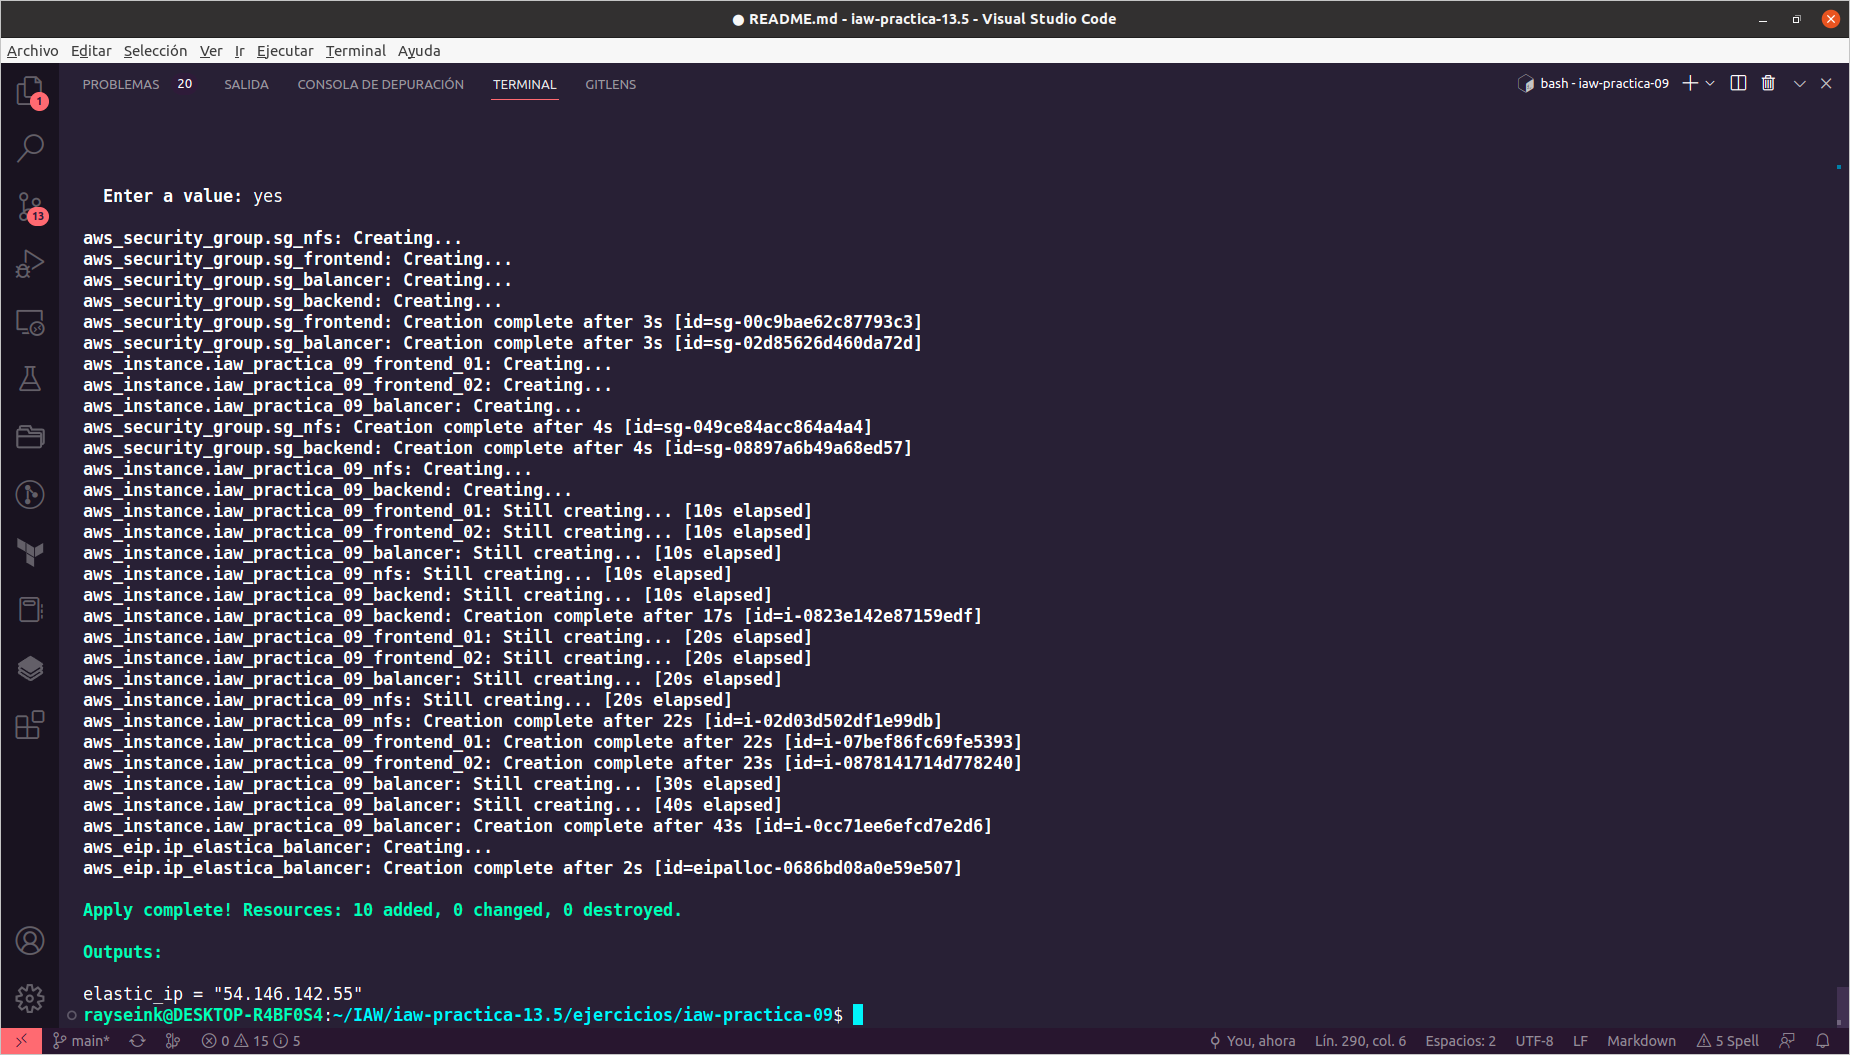 ● README.md - iaw-practica-13.5 - Visual Studio Code
Archivo Editar Selección Ver Ir Ejecutar Terminal Ayuda
PROBLEMAS 20 SALIDA CONSOLA DE DEPURACIÓN TERMINAL GITLENS bash - iaw-practica-09
1
13
Enter a value: yes
aws_security_group.sg_nfs: Creating...
aws_security_group.sg_frontend: Creating...
aws_security_group.sg_balancer: Creating...
aws_security_group.sg_backend: Creating...
aws_security_group.sg_frontend: Creation complete after 3s [id=sg-00c9bae62c87793c3]
aws_security_group.sg_balancer: Creation complete after 3s [id=sg-02d85626d460da72d]
aws_instance.iaw_practica_09_frontend_01: Creating...
aws_instance.iaw_practica_09_frontend_02: Creating...
aws_instance.iaw_practica_09_balancer: Creating...
aws_security_group.sg_nfs: Creation complete after 4s [id=sg-049ce84acc864a4a4]
aws_security_group.sg_backend: Creation complete after 4s [id=sg-08897a6b49a68ed57]
aws_instance.iaw_practica_09_nfs: Creating...
aws_instance.iaw_practica_09_backend: Creating...
aws_instance.iaw_practica_09_frontend_01: Still creating... [10s elapsed]
aws_instance.iaw_practica_09_frontend_02: Still creating... [10s elapsed]
aws_instance.iaw_practica_09_balancer: Still creating... [10s elapsed]
aws_instance.iaw_practica_09_nfs: Still creating... [10s elapsed]
aws_instance.iaw_practica_09_backend: Still creating... [10s elapsed]
aws_instance.iaw_practica_09_backend: Creation complete after 17s [id=i-0823e142e87159edf]
aws_instance.iaw_practica_09_frontend_01: Still creating... [20s elapsed]
aws_instance.iaw_practica_09_frontend_02: Still creating... [20s elapsed]
aws_instance.iaw_practica_09_balancer: Still creating... [20s elapsed]
aws_instance.iaw_practica_09_nfs: Still creating... [20s elapsed]
aws_instance.iaw_practica_09_nfs: Creation complete after 22s [id=i-02d03d502df1e99db]
aws_instance.iaw_practica_09_frontend_01: Creation complete after 22s [id=i-07bef86fc69fe5393]
aws_instance.iaw_practica_09_frontend_02: Creation complete after 23s [id=i-0878141714d778240]
aws_instance.iaw_practica_09_balancer: Still creating... [30s elapsed]
aws_instance.iaw_practica_09_balancer: Still creating... [40s elapsed]
aws_instance.iaw_practica_09_balancer: Creation complete after 43s [id=i-0cc71ee6efcd7e2d6]
aws_eip.ip_elastica_balancer: Creating...
aws_eip.ip_elastica_balancer: Creation complete after 2s [id=eipalloc-0686bd08a0e59e507]
Apply complete! Resources: 10 added, 0 changed, 0 destroyed.
Outputs:
elastic_ip = "54.146.142.55"
rayseink@DESKTOP-R4BF0S4:~/IAW/iaw-practica-13.5/ejercicios/iaw-practica-09$
main* 0 15 5 You, ahora Lín. 290, col. 6 Espacios: 2 UTF-8 LF Markdown 5 Spell